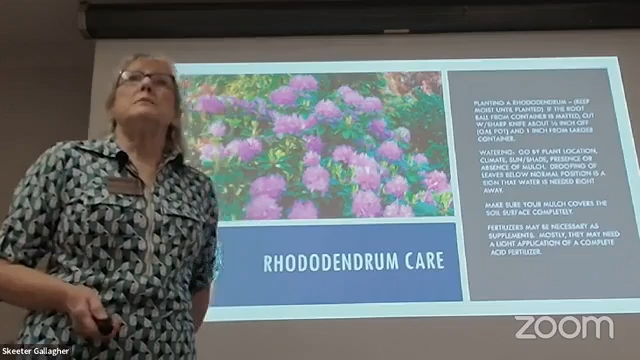 PLANTING A RHODODENDRUM – (KEEP
MOIST UNTIL PLANTED) IF THE ROOT
BALL FROM CONTAINER IS MATTED, CUT
W/SHARP KNIFE ABOUT ½ INCH OFF
(GAL POT) AND 1 INCH FROM LARGER
CONTAINER.
WATERING: GO BY PLANT LOCATION,
CLIMATE, SUN/SHADE, PRESENCE OR
ABSENCE OF MULCH. DROOPING OF
LEAVES BELOW NORMAL POSITION IS A
SIGN THAT WATER IS NEEDED RIGHT
AWAY.
MAKE SURE YOUR MULCH COVERS THE
SOIL SURFACE COMPLETELY.
FERTILIZERS MAY BE NECESSARY AS
SUPPLEMENTS. MOSTLY, THEY MAY NEED
A LIGHT APPLICATION OF A COMPLETE
ACID FERTILIZER.
RHODODENDRUM CARE
Skeeter Gallagher
zoom